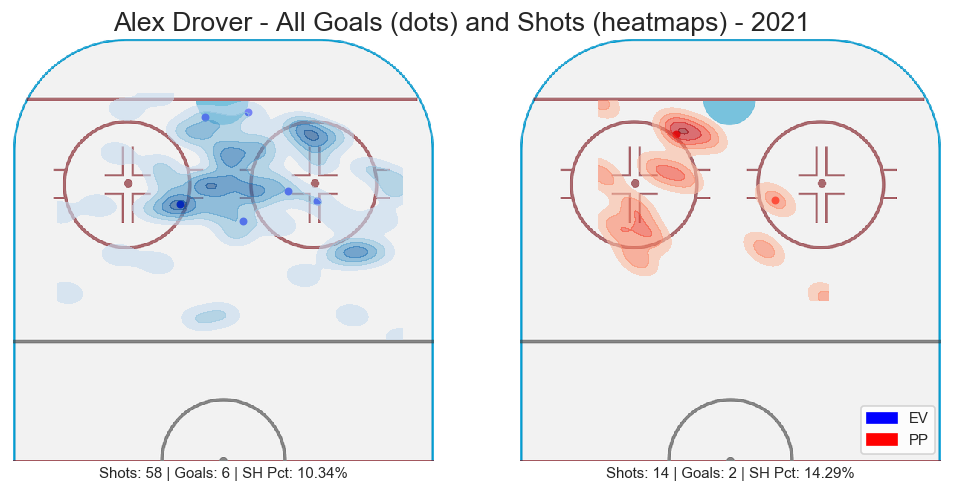 Alex Drover - All Goals (dots) and Shots (heatmaps) - 2021
EV
PP
Shots: 58 | Goals: 6 | SH Pct: 10.34%
Shots: 14 | Goals: 2 | SH Pct: 14.29%